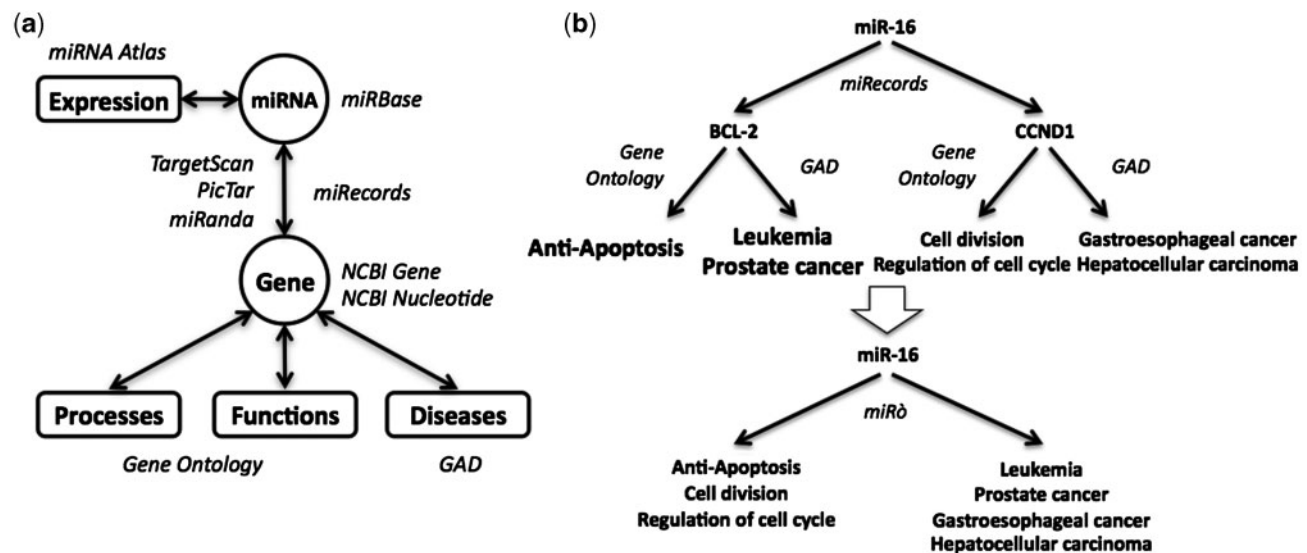 (a)
miRNA Atlas
Expression
miRNA
miRBase
TargetScan
PicTar
miRanda
miRecords
Gene
NCBI Gene
NCBI Nucleotide
Processes
Functions
Diseases
Gene Ontology
GAD
(b)
miR-16
miRecords
BCL-2
CCND1
Gene
Ontology
GAD
Gene
Ontology
GAD
Anti-Apoptosis
Leukemia
Prostate cancer
Cell division
Regulation of cell cycle
Gastroesophageal cancer
Hepatocellular carcinoma
miR-16
miRò
Anti-Apoptosis
Cell division
Regulation of cell cycle
Leukemia
Prostate cancer
Gastroesophageal cancer
Hepatocellular carcinoma